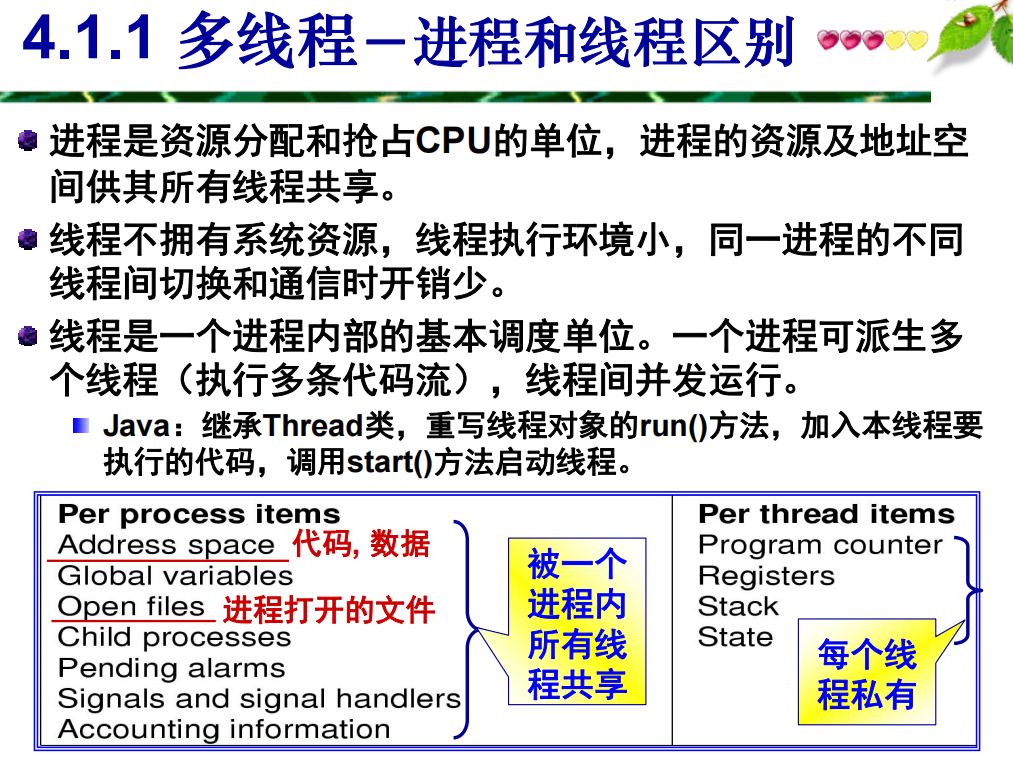 4.1.1 多线程－进程和线程区别
进程是资源分配和抢占CPU的单位，进程的资源及地址空
间供其所有线程共享。
线程不拥有系统资源，线程执行环境小，同一进程的不同
线程间切换和通信时开销少。
线程是一个进程内部的基本调度单位。一个进程可派生多
个线程（执行多条代码流），线程间并发运行。
Java：继承Thread类，重写线程对象的run()方法，加入本线程要
执行的代码，调用start()方法启动线程。
Per process items
Address space 代码, 数据
Global variables
Open files 进程打开的文件
Child processes
Pending alarms
Signals and signal handlers
Accounting information
被一个
进程内
所有线
程共享
Per thread items
Program counter
Registers
Stack
State
每个线
程私有